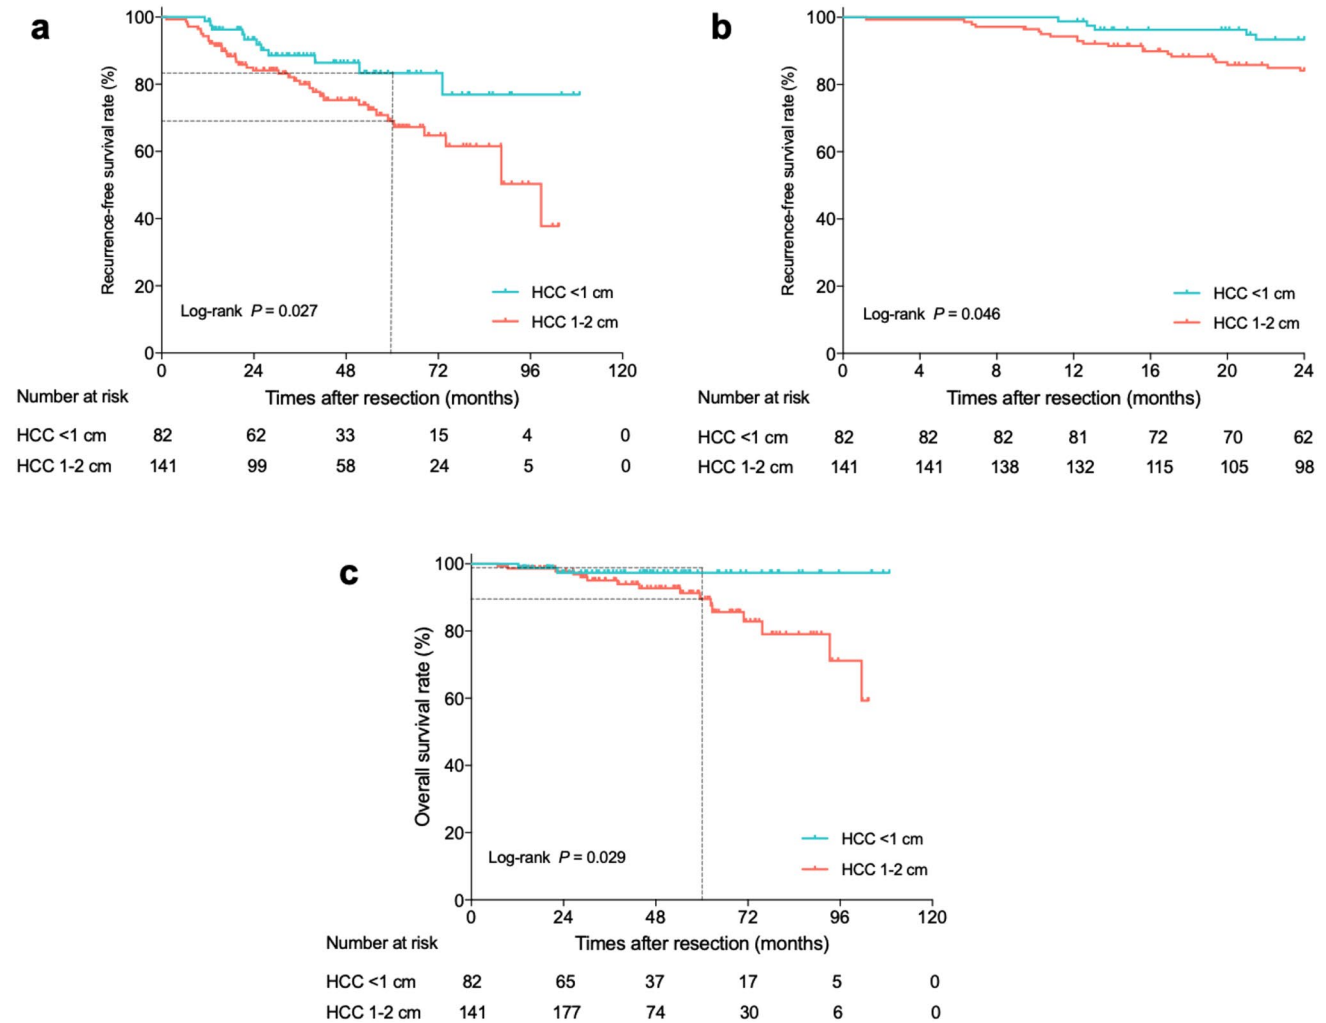 a
Recurrence-free survival rate (%)
100
80
60
40
20
0
Log-rank P = 0.027
HCC <1 cm
HCC 1-2 cm
0 24 48 72 96 120
Number at risk Times after resection (months)
HCC <1 cm 82 62 33 15 4 0
HCC 1-2 cm 141 99 58 24 5 0
b
Recurrence-free survival rate (%)
100
80
60
40
20
0
Log-rank P = 0.046
HCC <1 cm
HCC 1-2 cm
0 4 8 12 16 20 24
Number at risk Times after resection (months)
HCC <1 cm 82 82 82 81 72 70 62
HCC 1-2 cm 141 141 138 132 115 105 98
c
Overall survival rate (%)
100
80
60
40
20
0
Log-rank P = 0.029
HCC <1 cm
HCC 1-2 cm
0 24 48 72 96 120
Number at risk Times after resection (months)
HCC <1 cm 82 65 37 17 5 0
HCC 1-2 cm 141 177 74 30 6 0